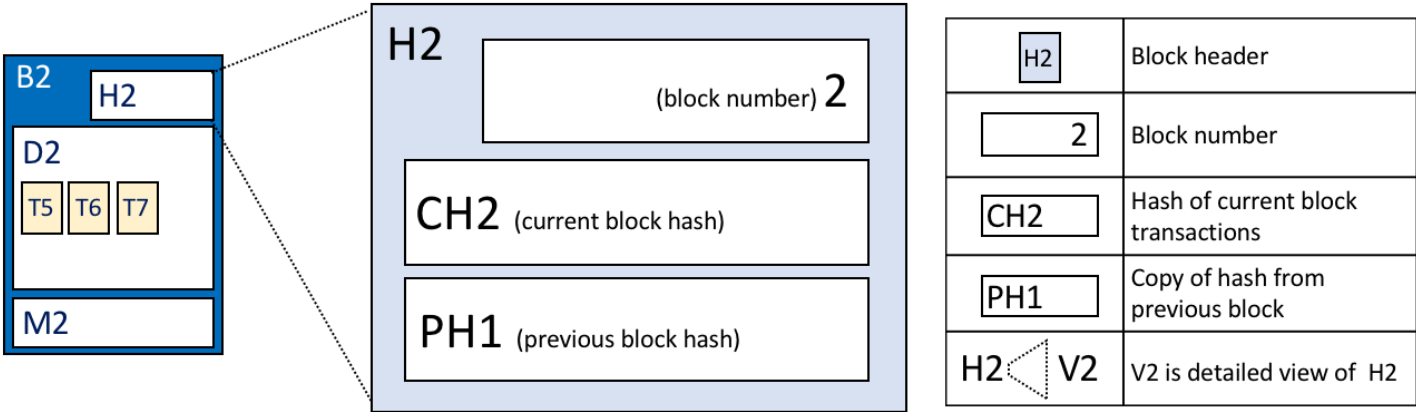 B2
H2
D2
T5 T6 T7
M2
H2
(block number) 2
CH2 (current block hash)
PH1 (previous block hash)
H2 Block header
2 Block number
CH2 Hash of current block
transactions
PH1 Copy of hash from
previous block
H2 V2 V2 is detailed view of H2